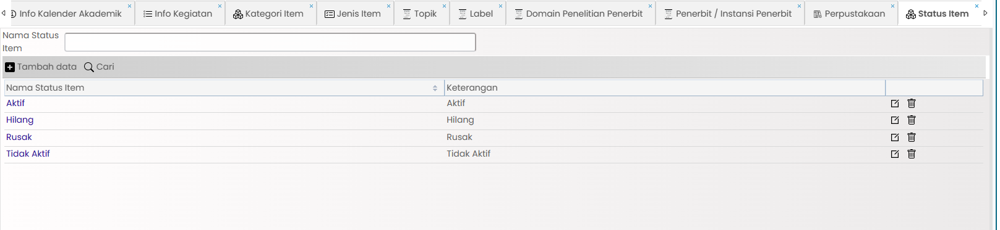 Info Kalender Akademik Info Kegiatan Kategori Item Jenis Item Topik Label Domain Penelitian Penerbit Penerbit / Instansi Penerbit Perpustakaan Status Item
Nama Status
Item
Tambah data Cari
Nama Status Item Keterangan
Aktif Aktif
Hilang Hilang
Rusak Rusak
Tidak Aktif Tidak Aktif